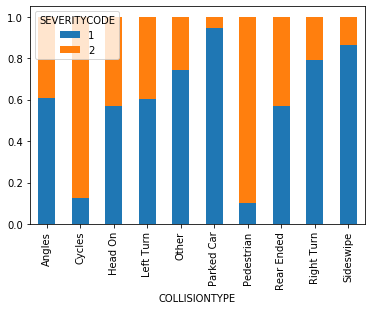 SEVERITYCODE
1
2
1.0
0.8
0.6
0.4
0.2
0.0
Angles
Cycles
Head On
Left Turn
Other
Parked Car
Pedestrian
Rear Ended
Right Turn
Sideswipe
COLLISIONTYPE